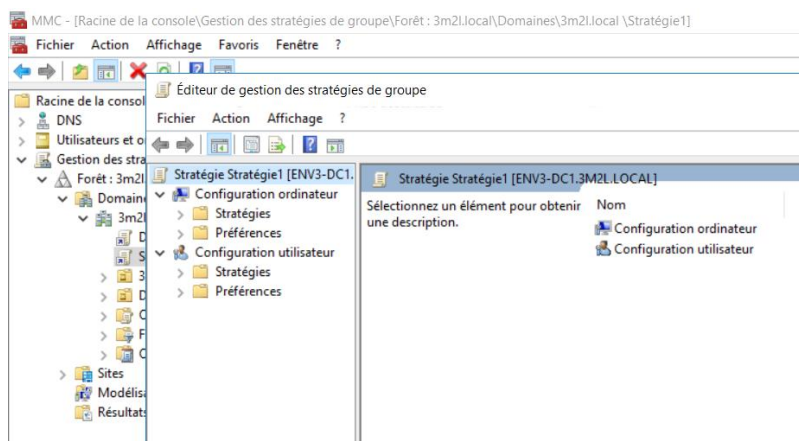 MMC - [Racine de la console\Gestion des stratégies de groupe\Forêt : 3m2l.local\Domaines\3m2l.local \Stratégie1]
Fichier Action Affichage Favoris Fenêtre ?
Racine de la consol
DNS
Utilisateurs et o
Gestion des stra
Forêt : 3m2l
Domain
3m2l
D
S
3
D
C
F
C
Sites
Modélisa
Résultats
Éditeur de gestion des stratégies de groupe
Fichier Action Affichage ?
Stratégie Stratégie1 [ENV3-DC1.
Configuration ordinateur
Stratégies
Préférences
Configuration utilisateur
Stratégies
Préférences
Stratégie Stratégie1 [ENV3-DC1.3M2L.LOCAL]
Sélectionnez un élément pour obtenir
une description.
Nom
Configuration ordinateur
Configuration utilisateur